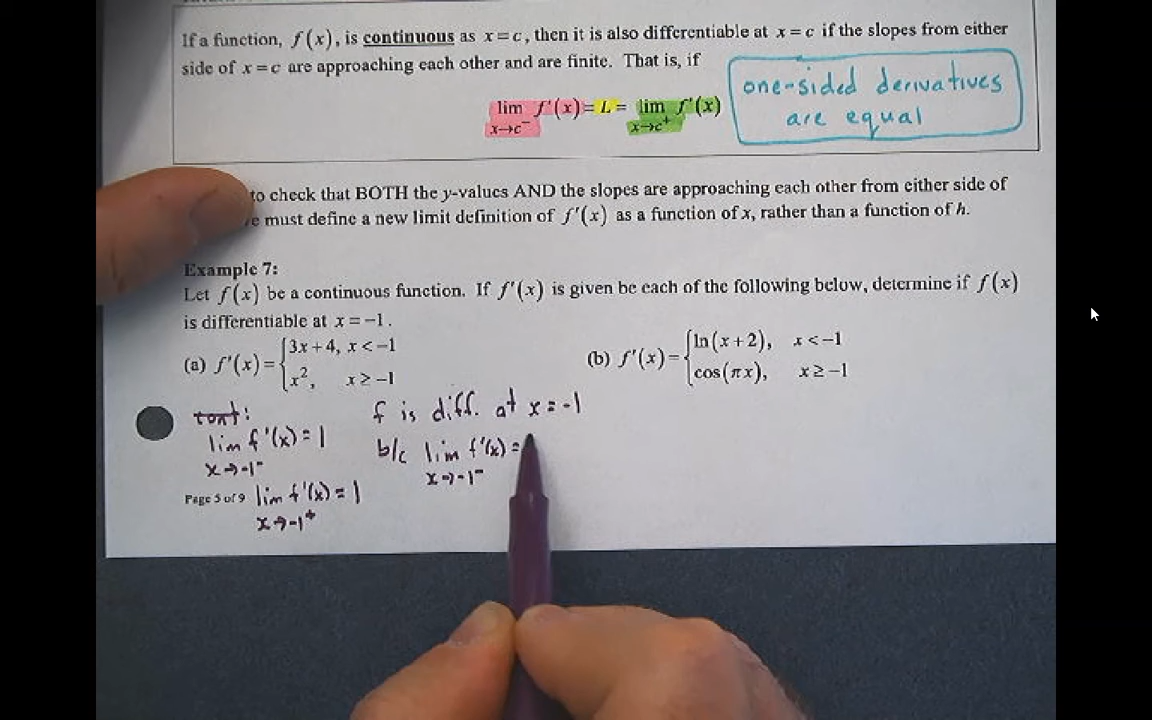 If a function, f(x), is continuous as x = c, then it is also differentiable at x = c if the slopes from either
side of x = c are approaching each other and are finite. That is, if
lim f'(x) = L = lim f'(x)
x→c⁻ x→c⁺
one-sided derivatives
are equal
to check that BOTH the y-values AND the slopes are approaching each other from either side of
must define a new limit definition of f'(x) as a function of x, rather than a function of h.
Example 7:
Let f(x) be a continuous function. If f'(x) is given be each of the following below, determine if f(x)
is differentiable at x = -1.
(a) f'(x) = { 3x + 4, x < -1
x², x ≥ -1
(b) f'(x) = { ln(x + 2), x < -1
cos(πx), x ≥ -1
cont:
lim f'(x) = 1
x→-1⁻
Page 5 of 9 lim f'(x) = 1
x→-1⁺
f is diff. at x = -1
b/c lim f'(x) =
x→-1⁻